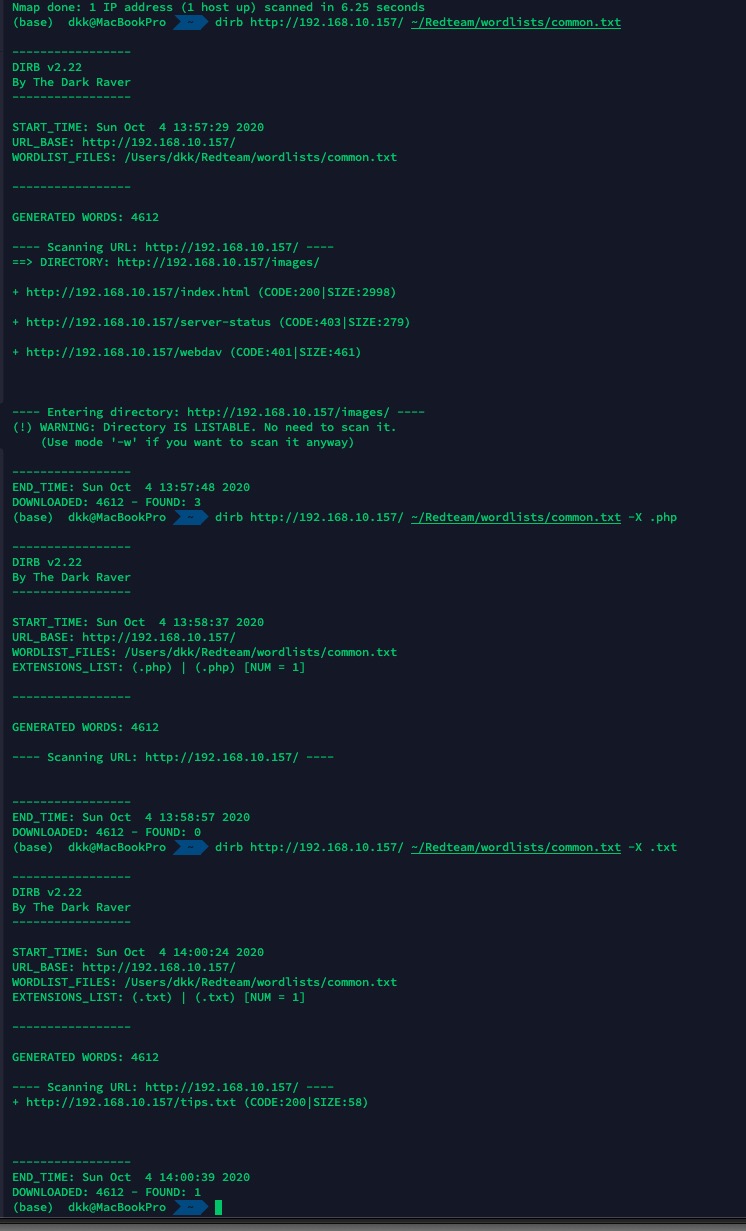 Nmap done: 1 IP address (1 host up) scanned in 6.25 seconds
(base) dkk@MacBookPro ~ dirb http://192.168.10.157/ ~/Redteam/wordlists/common.txt
-----------------
DIRB v2.22
By The Dark Raver
-----------------
START_TIME: Sun Oct  4 13:57:29 2020
URL_BASE: http://192.168.10.157/
WORDLIST_FILES: /Users/dkk/Redteam/wordlists/common.txt
-----------------
GENERATED WORDS: 4612
---- Scanning URL: http://192.168.10.157/ ----
==> DIRECTORY: http://192.168.10.157/images/
+ http://192.168.10.157/index.html (CODE:200|SIZE:2998)
+ http://192.168.10.157/server-status (CODE:403|SIZE:279)
+ http://192.168.10.157/webdav (CODE:401|SIZE:461)
---- Entering directory: http://192.168.10.157/images/ ----
(!) WARNING: Directory IS LISTABLE. No need to scan it.
(Use mode '-w' if you want to scan it anyway)
-----------------
END_TIME: Sun Oct  4 13:57:48 2020
DOWNLOADED: 4612 - FOUND: 3
(base) dkk@MacBookPro ~ dirb http://192.168.10.157/ ~/Redteam/wordlists/common.txt -X .php
-----------------
DIRB v2.22
By The Dark Raver
-----------------
START_TIME: Sun Oct  4 13:58:37 2020
URL_BASE: http://192.168.10.157/
WORDLIST_FILES: /Users/dkk/Redteam/wordlists/common.txt
EXTENSIONS_LIST: (.php) | (.php) [NUM = 1]
-----------------
GENERATED WORDS: 4612
---- Scanning URL: http://192.168.10.157/ ----
-----------------
END_TIME: Sun Oct  4 13:58:57 2020
DOWNLOADED: 4612 - FOUND: 0
(base) dkk@MacBookPro ~ dirb http://192.168.10.157/ ~/Redteam/wordlists/common.txt -X .txt
-----------------
DIRB v2.22
By The Dark Raver
-----------------
START_TIME: Sun Oct  4 14:00:24 2020
URL_BASE: http://192.168.10.157/
WORDLIST_FILES: /Users/dkk/Redteam/wordlists/common.txt
EXTENSIONS_LIST: (.txt) | (.txt) [NUM = 1]
-----------------
GENERATED WORDS: 4612
---- Scanning URL: http://192.168.10.157/ ----
+ http://192.168.10.157/tips.txt (CODE:200|SIZE:58)
-----------------
END_TIME: Sun Oct  4 14:00:39 2020
DOWNLOADED: 4612 - FOUND: 1
(base) dkk@MacBookPro ~